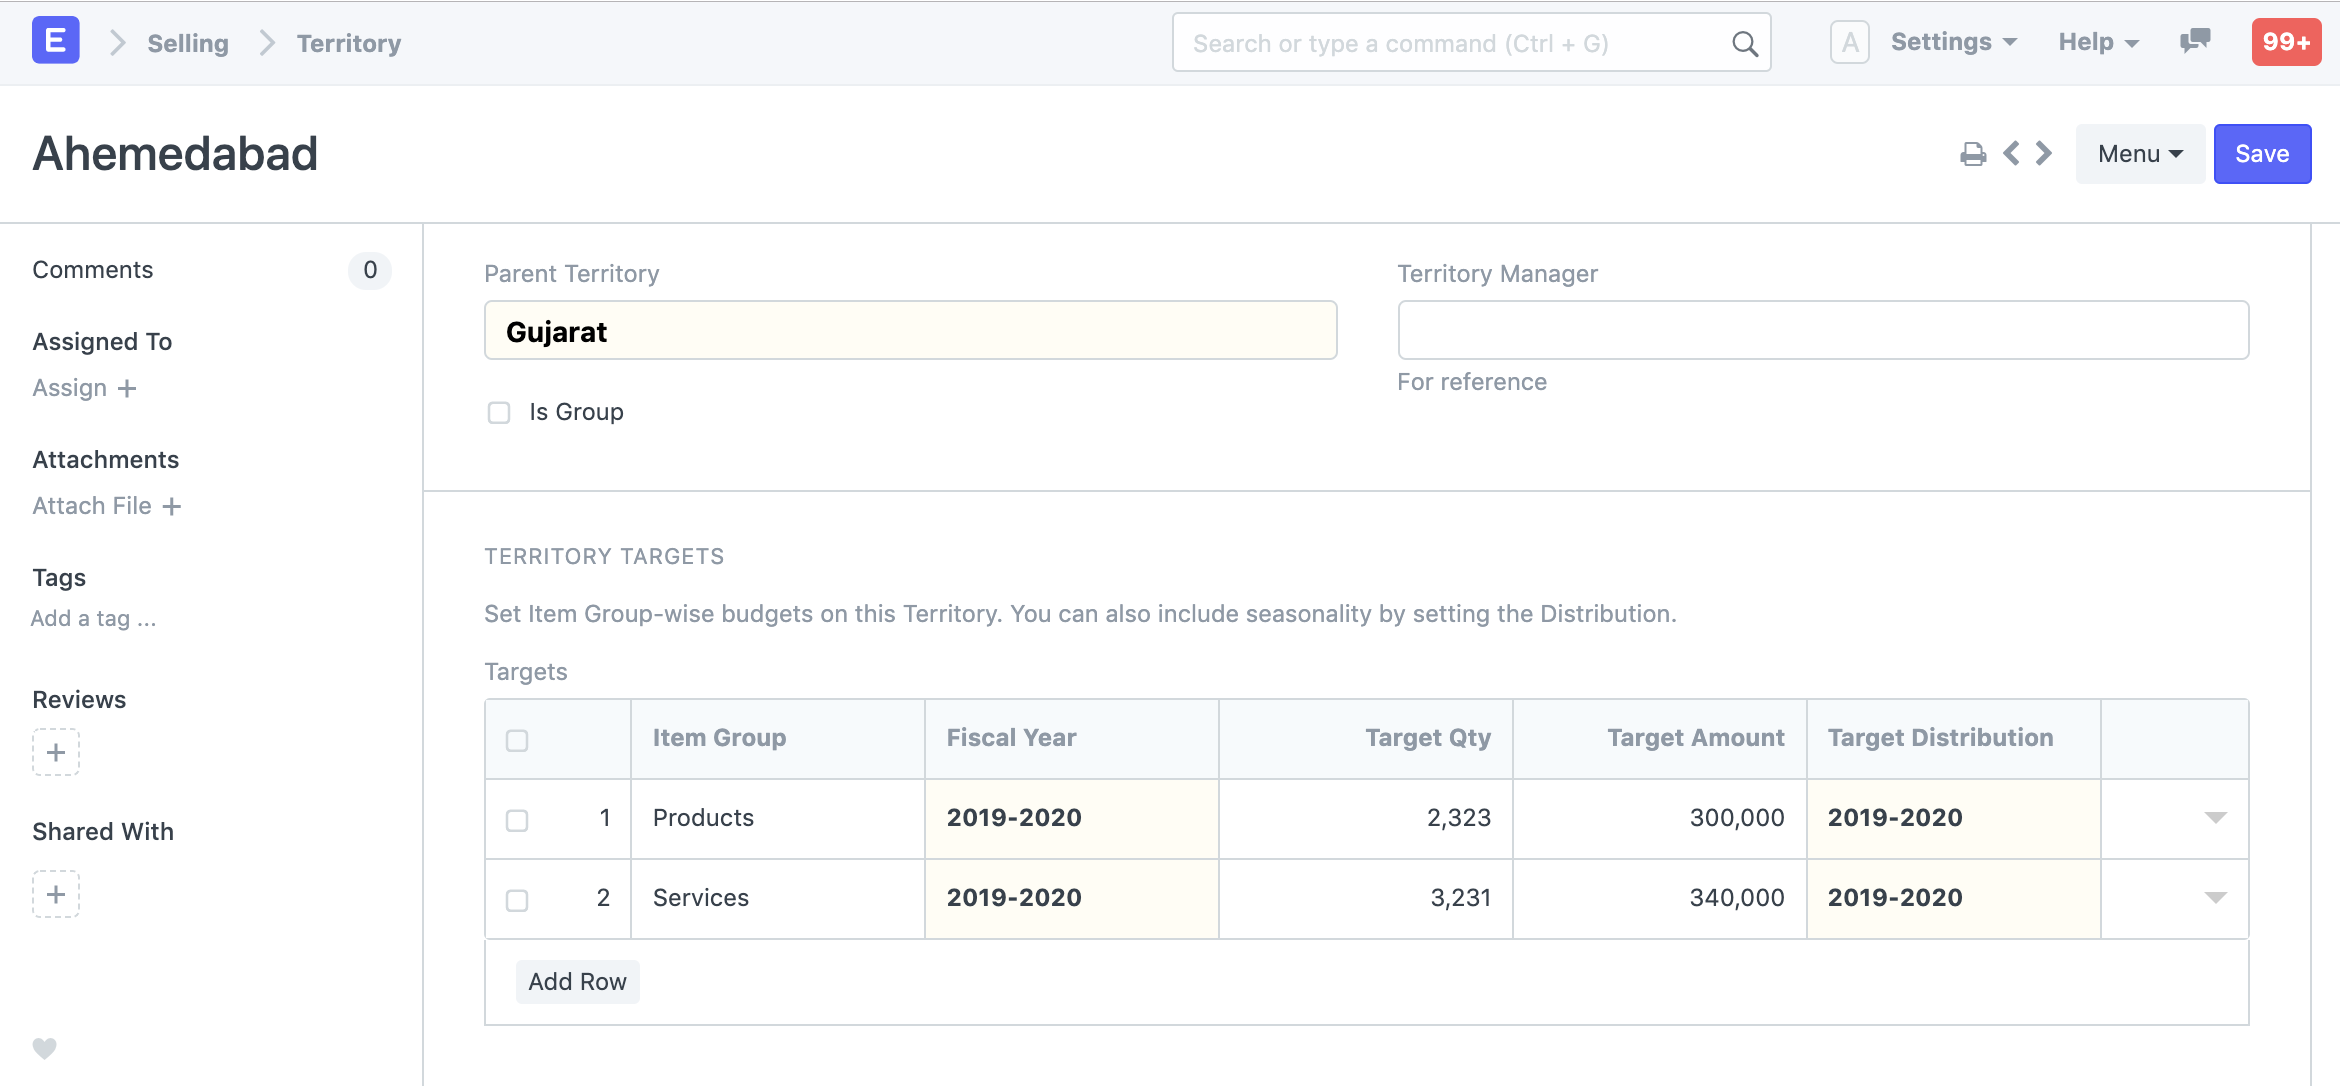 E Selling Territory Search or type a command (Ctrl + G) A Settings Help 99+
Ahemedabad Menu Save
Comments 0
Assigned To
Assign +
Attachments
Attach File +
Tags
Add a tag ...
Reviews
+
Shared With
+
Parent Territory
Gujarat
Is Group
Territory Manager
For reference
TERRITORY TARGETS
Set Item Group-wise budgets on this Territory. You can also include seasonality by setting the Distribution.
Targets
Item Group Fiscal Year Target Qty Target Amount Target Distribution
1 Products 2019-2020 2,323 300,000 2019-2020
2 Services 2019-2020 3,231 340,000 2019-2020
Add Row